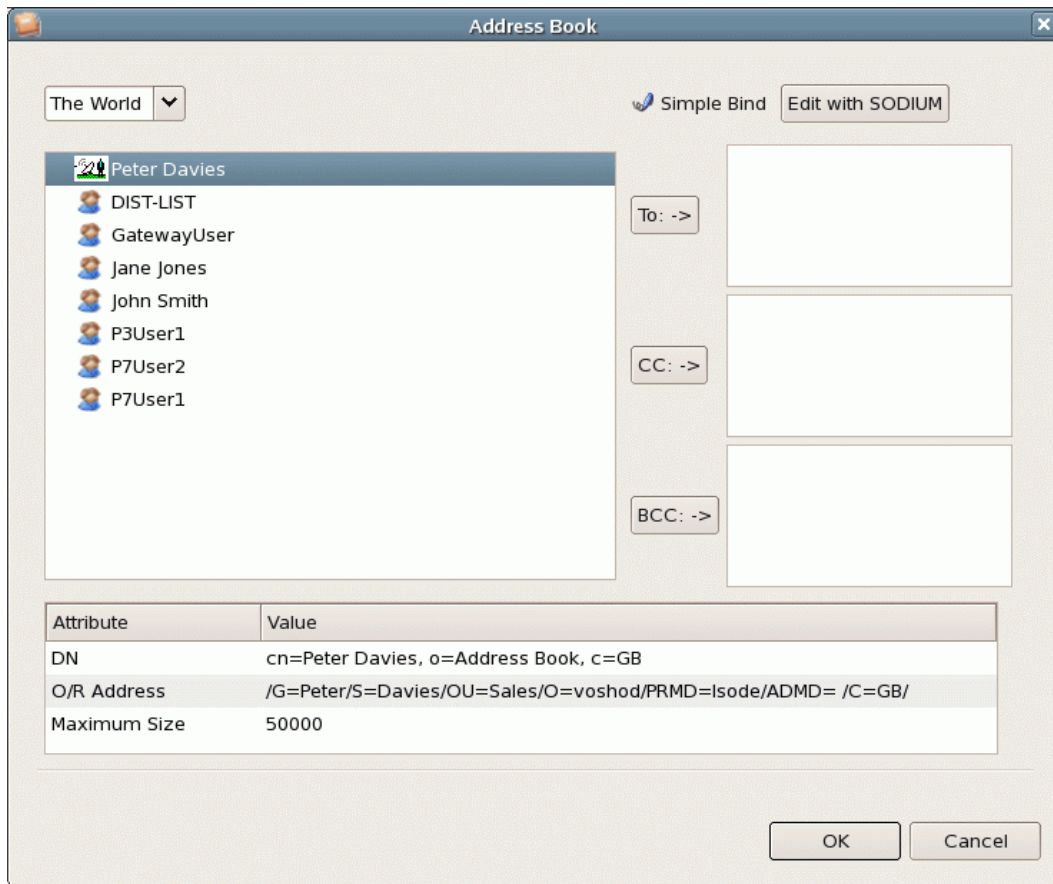 Address Book
The World
Simple Bind
Edit with SODIUM
Peter Davies
DIST-LIST
GatewayUser
Jane Jones
John Smith
P3User1
P7User2
P7User1
To: ->
CC: ->
BCC: ->
Attribute Value
DN cn=Peter Davies, o=Address Book, c=GB
O/R Address /G=Peter/S=Davies/OU=Sales/O=voshod/PRMD=Isode/ADMD= /C=GB/
Maximum Size 50000
OK Cancel